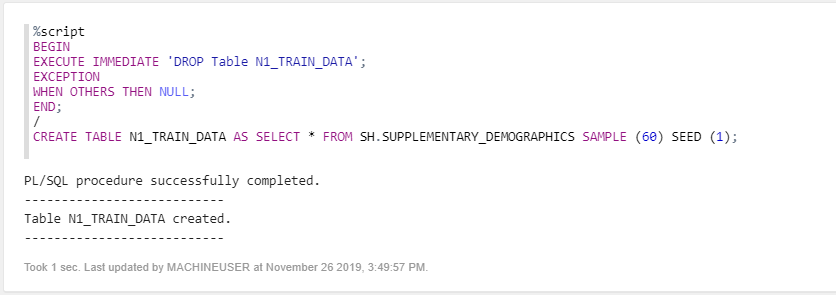 %script
BEGIN
EXECUTE IMMEDIATE 'DROP Table N1_TRAIN_DATA';
EXCEPTION
WHEN OTHERS THEN NULL;
END;
/
CREATE TABLE N1_TRAIN_DATA AS SELECT * FROM SH.SUPPLEMENTARY_DEMOGRAPHICS SAMPLE (60) SEED (1);
PL/SQL procedure successfully completed.
---------------------------
Table N1_TRAIN_DATA created.
---------------------------
Took 1 sec. Last updated by MACHINEUSER at November 26 2019, 3:49:57 PM.